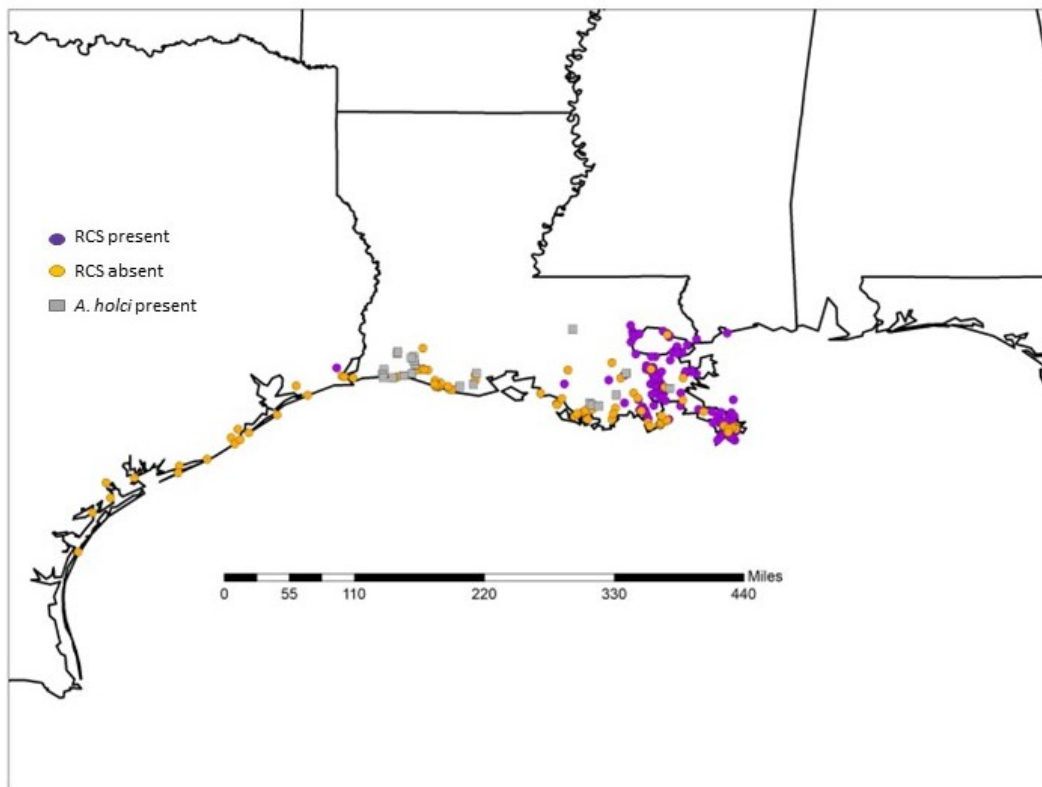 RCS present
RCS absent
A. holci present
Miles
0 55 110 220 330 440